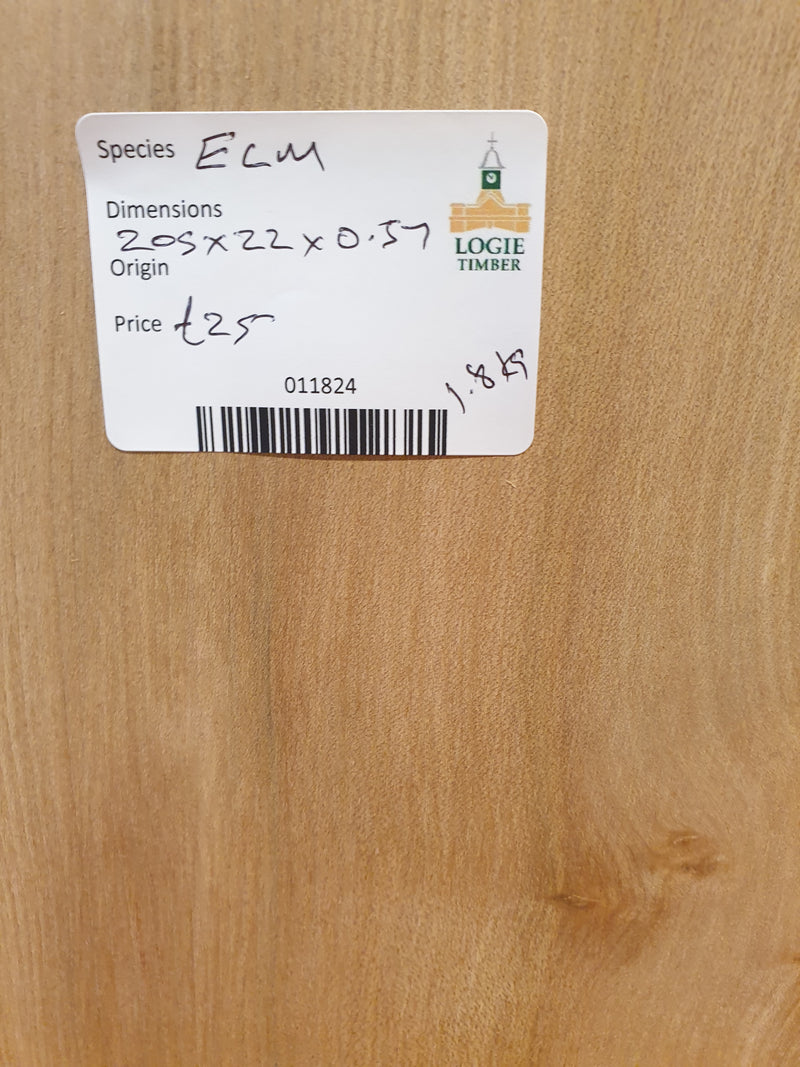 Species ELM
Dimensions
205x22x0.57
Origin
Price £25
011824
1.8kg
LOGIE
TIMBER